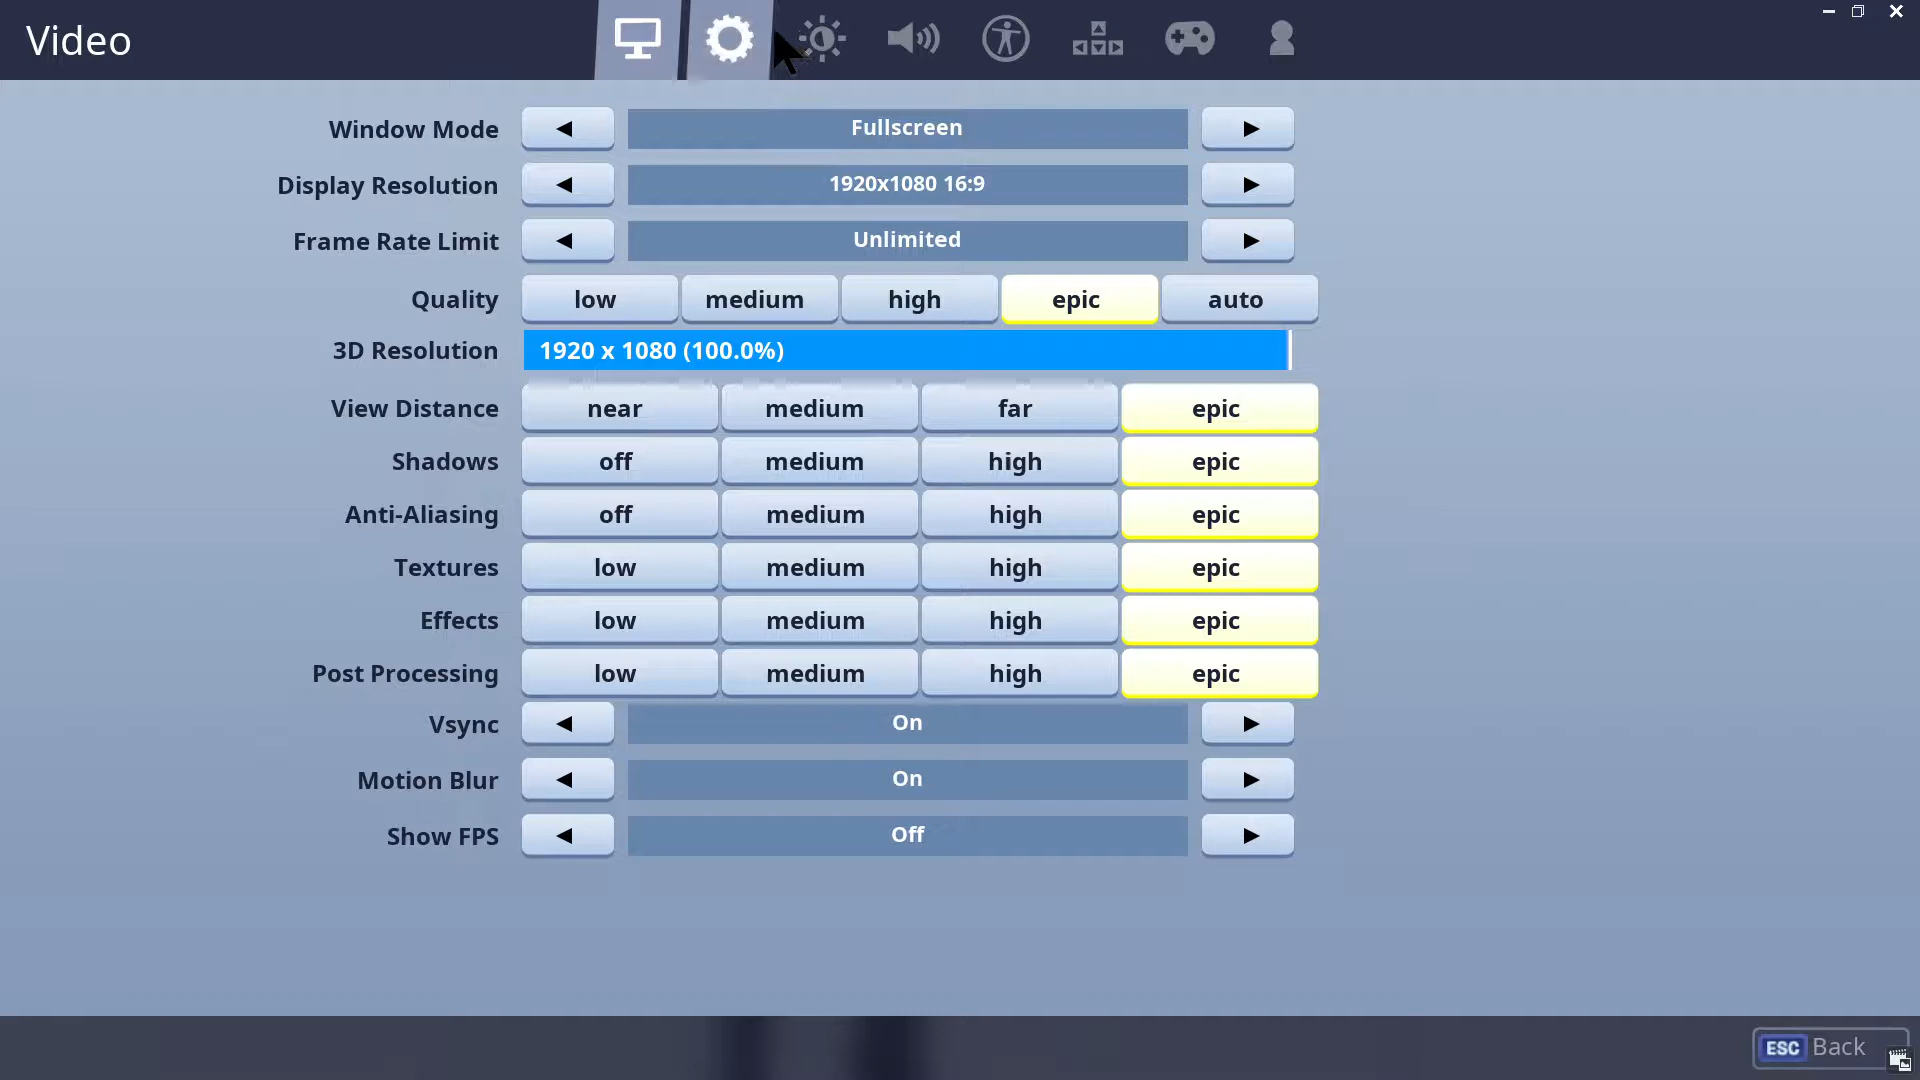 Video
Window Mode Fullscreen
Display Resolution 1920x1080 16:9
Frame Rate Limit Unlimited
Quality low medium high epic auto
3D Resolution 1920 x 1080 (100.0%)
View Distance near medium far epic
Shadows off medium high epic
Anti-Aliasing off medium high epic
Textures low medium high epic
Effects low medium high epic
Post Processing low medium high epic
Vsync On
Motion Blur On
Show FPS Off
ESC Back